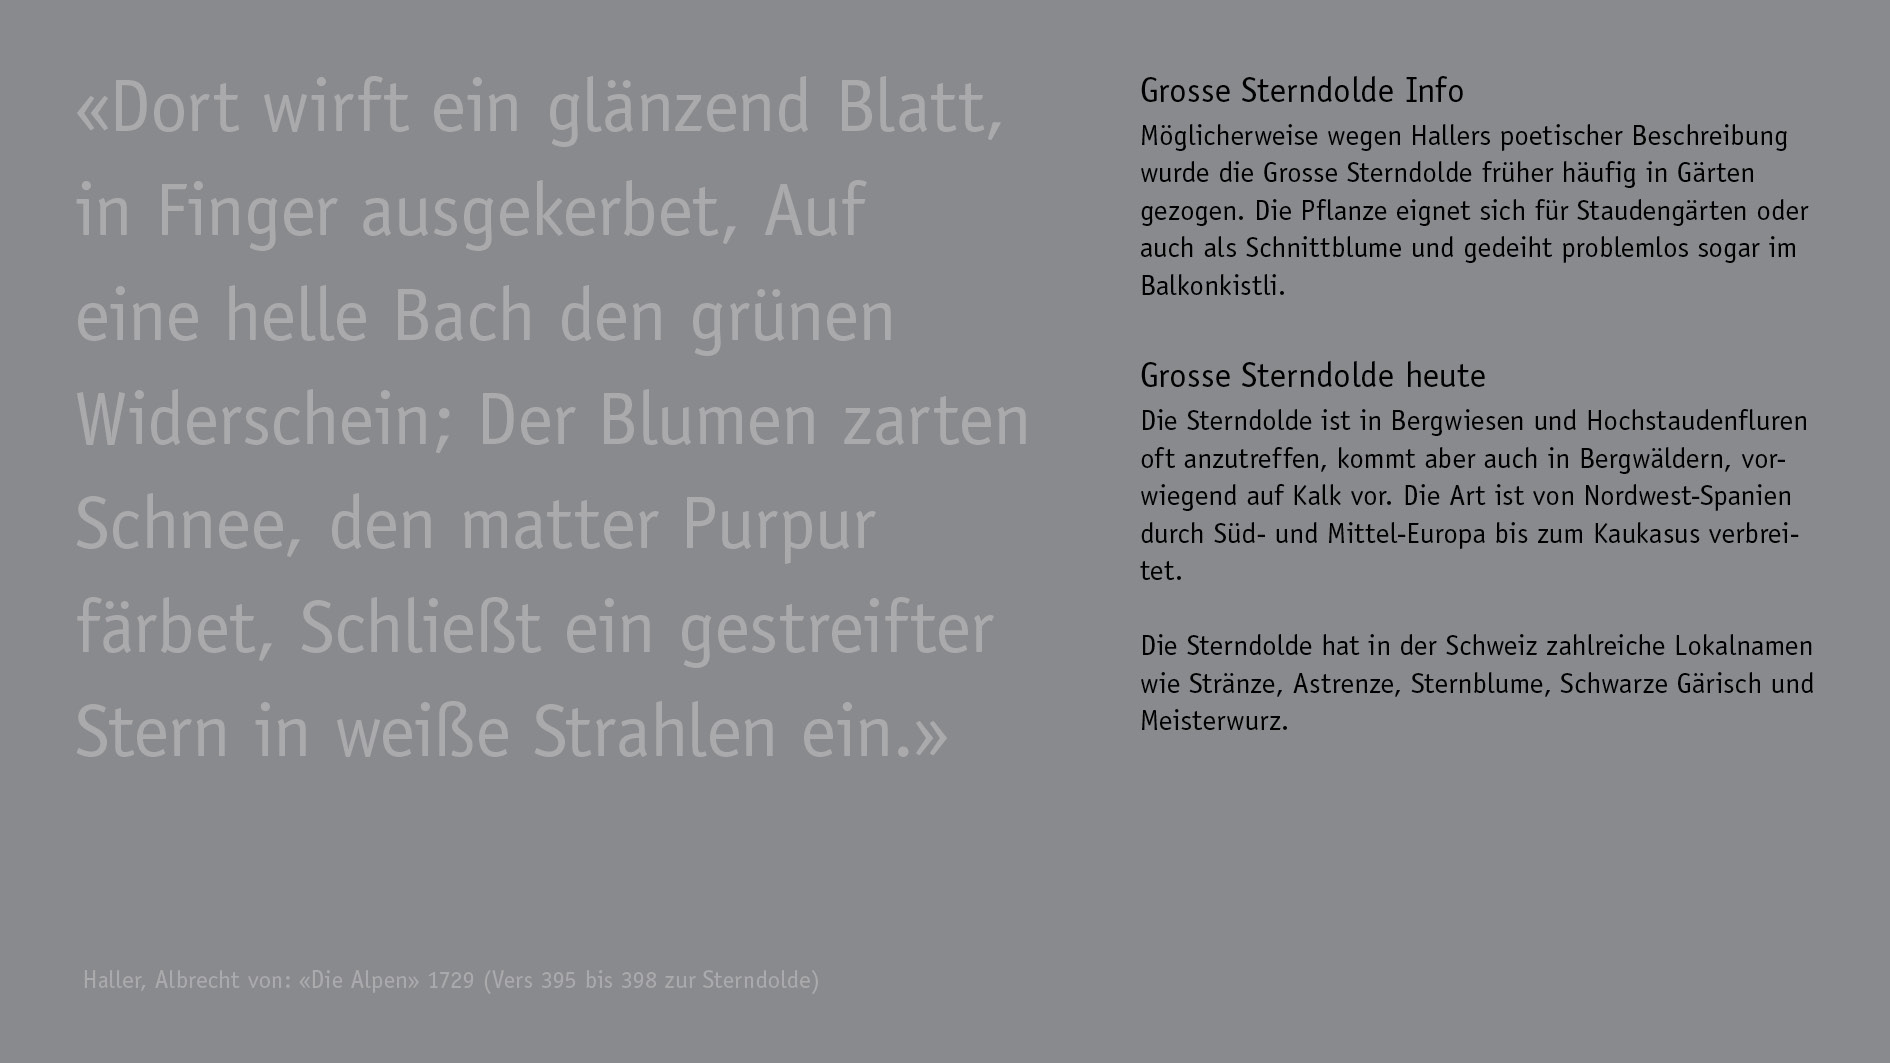 «Dort wirft ein glänzend Blatt,
in Finger ausgekerbet, Auf
eine helle Bach den grünen
Widerschein; Der Blumen zarten
Schnee, den matter Purpur
färbet, Schließt ein gestreifter
Stern in weiße Strahlen ein.»
Haller, Albrecht von: «Die Alpen» 1729 (Vers 395 bis 398 zur Sterndolde)
Grosse Sterndolde Info
Möglicherweise wegen Hallers poetischer Beschreibung
wurde die Grosse Sterndolde früher häufig in Gärten
gezogen. Die Pflanze eignet sich für Staudengärten oder
auch als Schnittblume und gedeiht problemlos sogar im
Balkonkistli.
Grosse Sterndolde heute
Die Sterndolde ist in Bergwiesen und Hochstaudenfluren
oft anzutreffen, kommt aber auch in Bergwäldern, vor-
wiegend auf Kalk vor. Die Art ist von Nordwest-Spanien
durch Süd- und Mittel-Europa bis zum Kaukasus verbrei-
tet.
Die Sterndolde hat in der Schweiz zahlreiche Lokalnamen
wie Stränze, Astrenze, Sternblume, Schwarze Gärisch und
Meisterwurz.